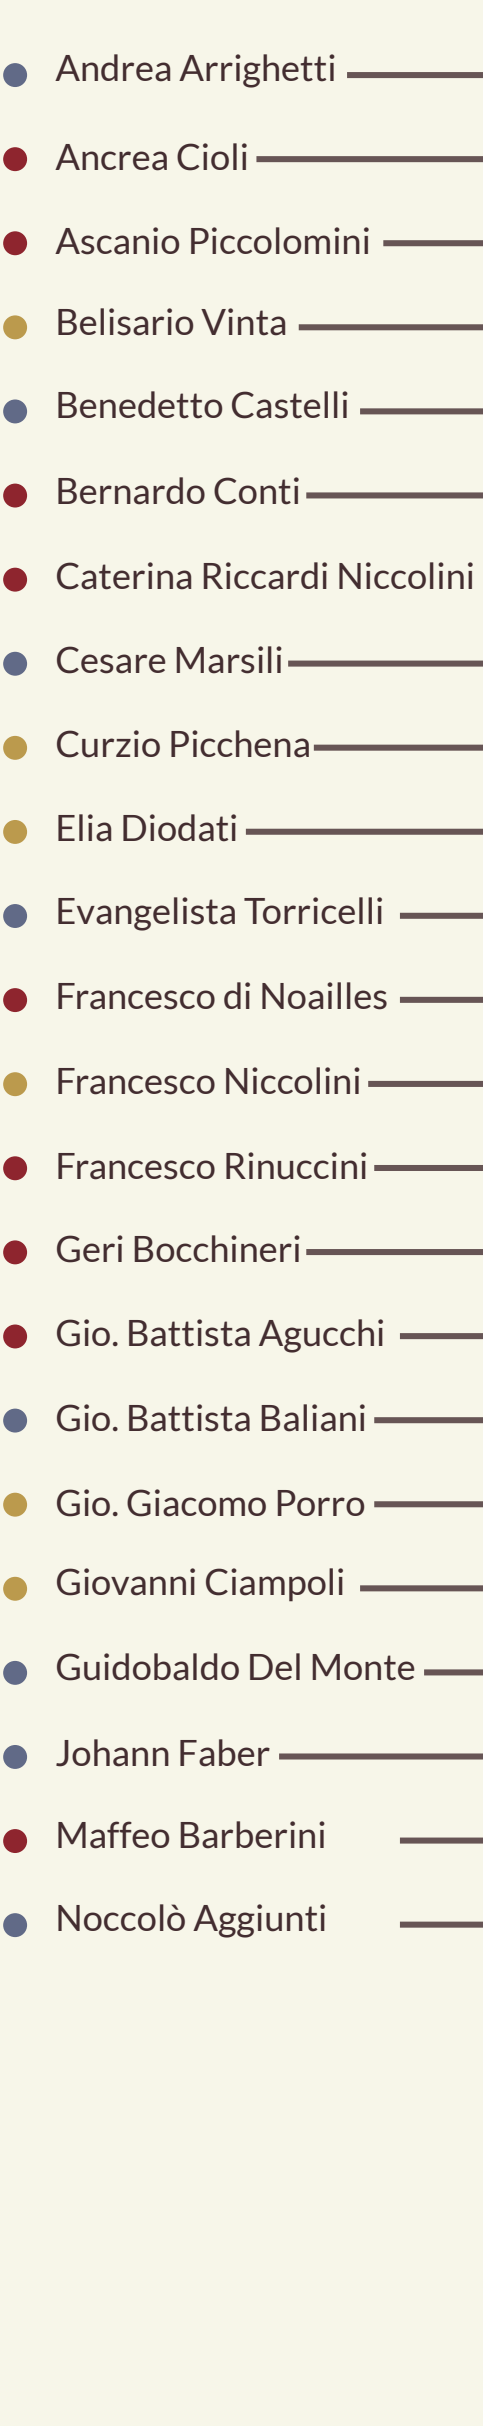 Andrea Arrighetti
Ancrea Cioli
Ascanio Piccolomini
Belisario Vinta
Benedetto Castelli
Bernardo Conti
Caterina Riccardi Niccolini
Cesare Marsili
Curzio Picchena
Elia Diodati
Evangelista Torricelli
Francesco di Noailles
Francesco Niccolini
Francesco Rinuccini
Geri Bocchineri
Gio. Battista Agucchi
Gio. Battista Baliani
Gio. Giacomo Porro
Giovanni Ciampoli
Guidobaldo Del Monte
Johann Faber
Maffeo Barberini
Noccolò Aggiunti